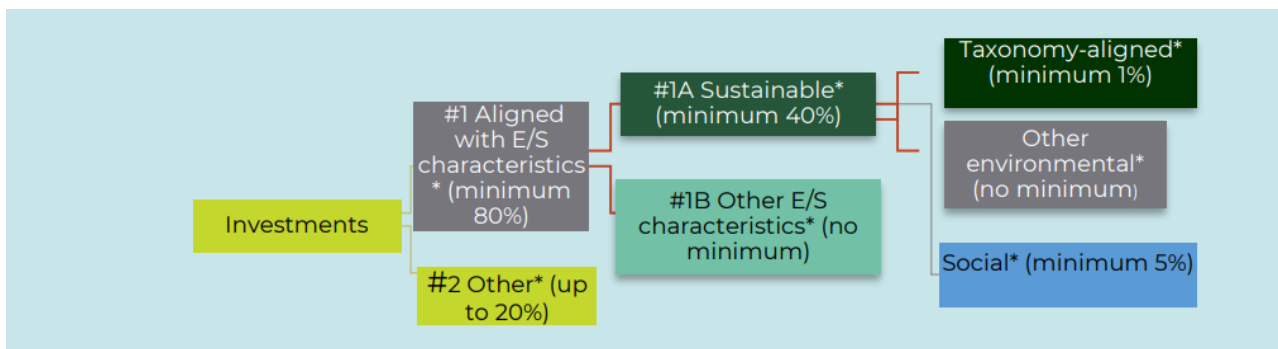 Investments
#1 Aligned
with E/S
characteristics
* (minimum
80%)
#2 Other* (up
to 20%)
#1A Sustainable*
(minimum 40%)
#1B Other E/S
characteristics* (no
minimum)
Taxonomy-aligned*
(minimum 1%)
Other
environmental*
(no minimum)
Social* (minimum 5%)